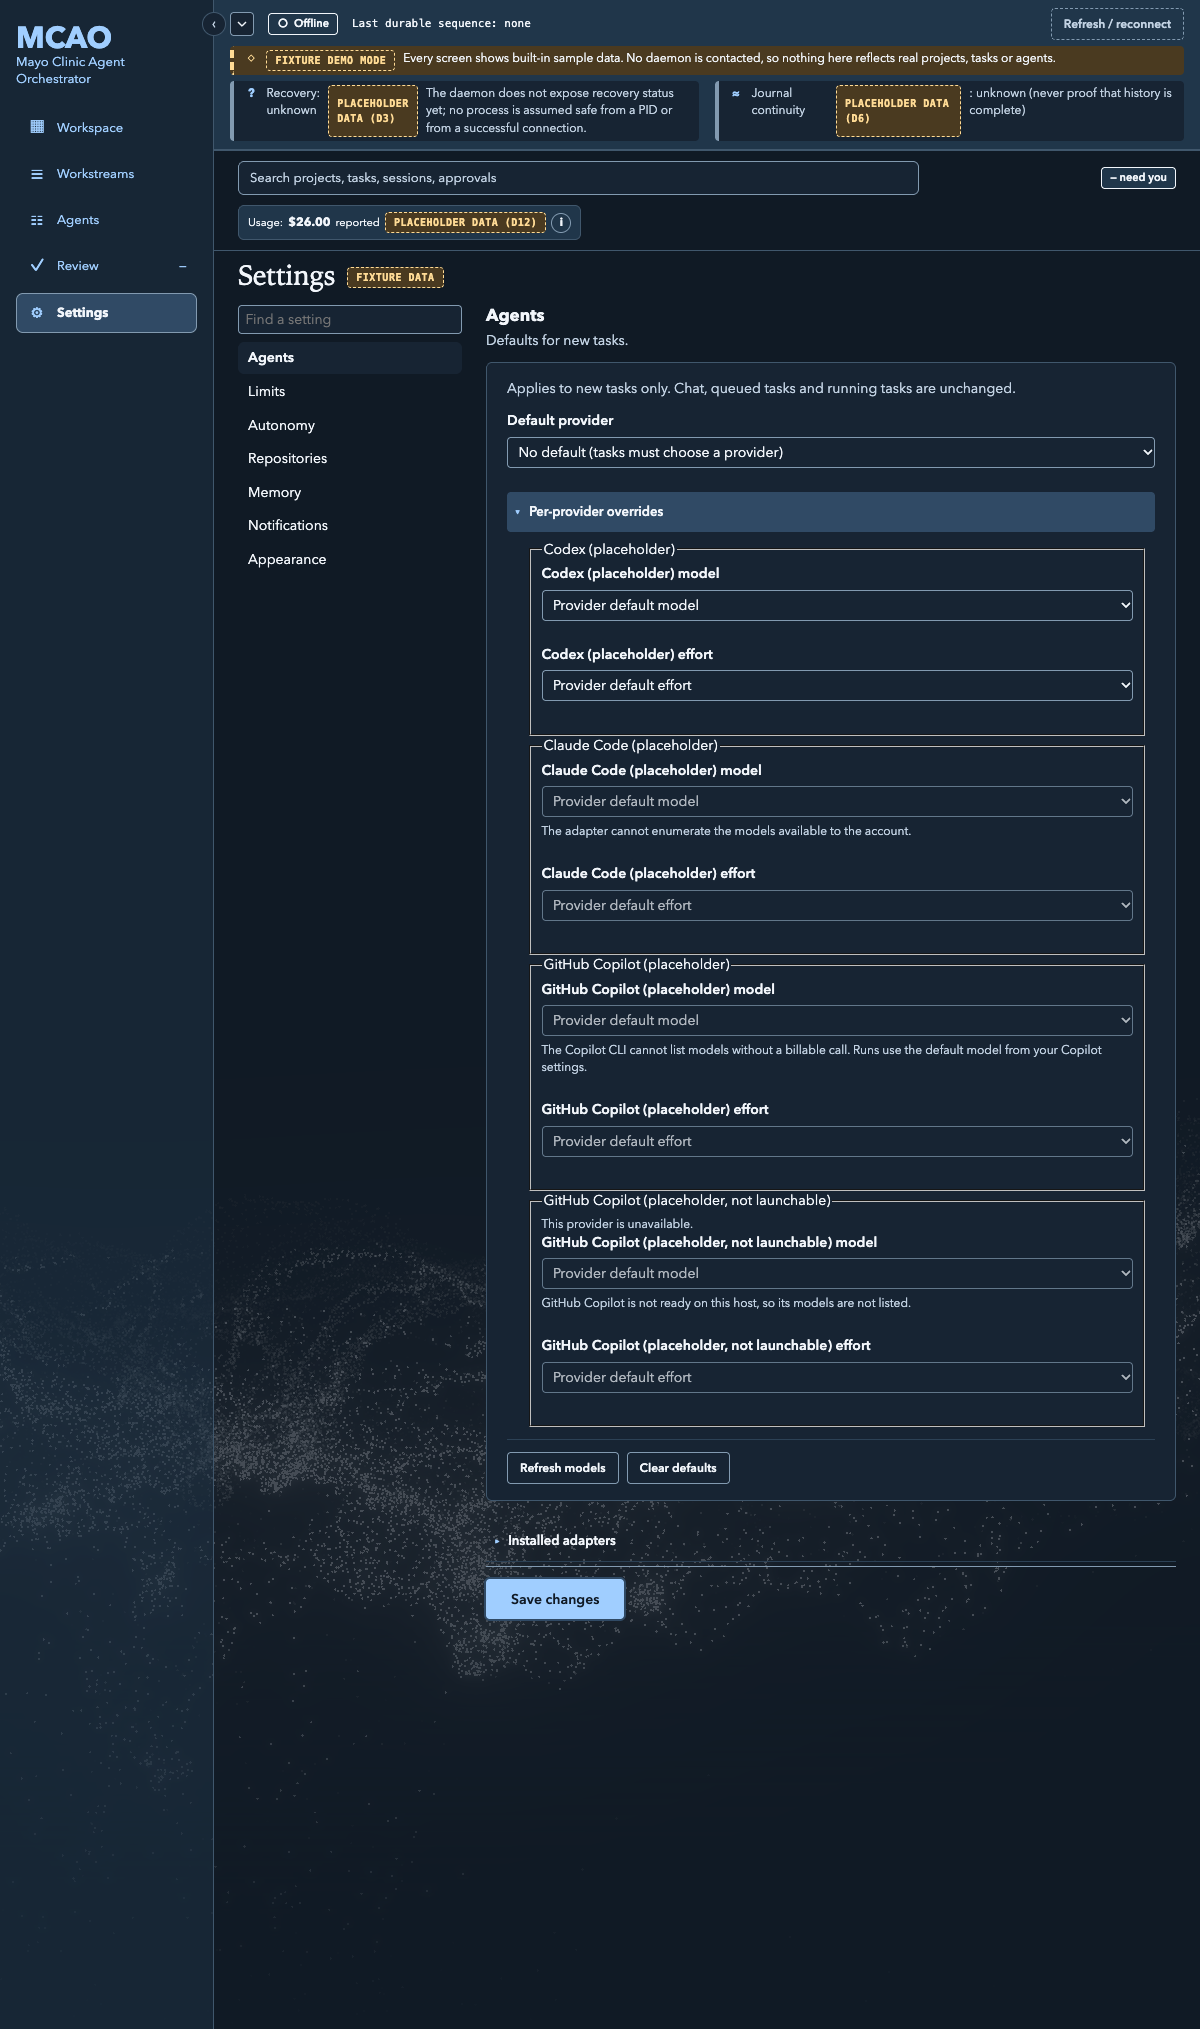 MCAO
Mayo Clinic Agent
Orchestrator
Workspace
Workstreams
Agents
Review –
Settings
Offline
Last durable sequence: none
Refresh / reconnect
FIXTURE DEMO MODE
Every screen shows built-in sample data. No daemon is contacted, so nothing here reflects real projects, tasks or agents.
? Recovery:
unknown
PLACEHOLDER
DATA (D3)
The daemon does not expose recovery status
yet; no process is assumed safe from a PID or
from a successful connection.
≈ Journal
continuity
PLACEHOLDER DATA
(D6)
: unknown (never proof that history is
complete)
Search projects, tasks, sessions, approvals
– need you
Usage: $26.00 reported PLACEHOLDER DATA (D12) i
Settings
FIXTURE DATA
Find a setting
Agents
Limits
Autonomy
Repositories
Memory
Notifications
Appearance
Agents
Defaults for new tasks.
Applies to new tasks only. Chat, queued tasks and running tasks are unchanged.
Default provider
No default (tasks must choose a provider)
Per-provider overrides
Codex (placeholder)
Codex (placeholder) model
Provider default model
Codex (placeholder) effort
Provider default effort
Claude Code (placeholder)
Claude Code (placeholder) model
Provider default model
The adapter cannot enumerate the models available to the account.
Claude Code (placeholder) effort
Provider default effort
GitHub Copilot (placeholder)
GitHub Copilot (placeholder) model
Provider default model
The Copilot CLI cannot list models without a billable call. Runs use the default model from your Copilot
settings.
GitHub Copilot (placeholder) effort
Provider default effort
GitHub Copilot (placeholder, not launchable)
This provider is unavailable.
GitHub Copilot (placeholder, not launchable) model
Provider default model
GitHub Copilot is not ready on this host, so its models are not listed.
GitHub Copilot (placeholder, not launchable) effort
Provider default effort
Refresh models
Clear defaults
Installed adapters
Save changes